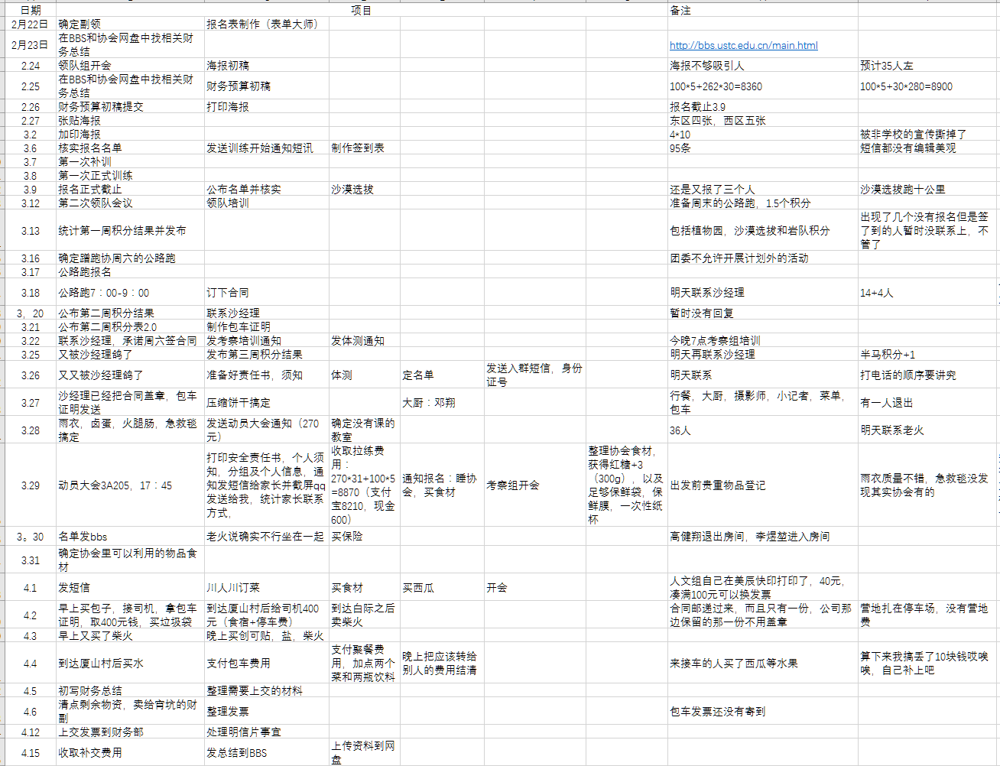 日期 项目 备注
2月22日 确定副领 报名表制作（表单大师）
2月23日 在BBS和协会网盘中找相关财
务总结 http://bbs.ustc.edu.cn/main.html
2.24 领队组开会 海报初稿 海报不够吸引人 预计35人左
2.25 在BBS和协会网盘中找相关财
务总结 财务预算初稿 100*5+262*30=8360 100*5+30*280=8900
2.26 财务预算初稿提交 打印海报 报名截止3.9
2.27 张贴海报 东区四张，西区五张
3.2 加印海报 4*10 被非学校的宣传撕掉了
3.6 核实报名名单 发送训练开始通知短讯 制作签到表 95条 短信都没有编辑美观
3.7 第一次补训
3.8 第一次正式训练
3.9 报名正式截止 公布名单并核实 沙漠选拔 还是又报了三个人 沙漠选拔跑十公里
3.12 第二次领队会议 领队培训 准备周末的公路跑，1.5个积分
3.13 统计第一周积分结果并发布 包括植物园，沙漠选拔和岩队积分 出现了几个没有报名但是签
了到的人暂时没联系上，不
管了
3.16 确定蹭跑协周六的公路跑 团委不允许开展计划外的活动
3.17 公路跑报名
3.18 公路跑7：00-9：00 订下合同 明天联系沙经理 14+4人
3，20 公布第二周积分结果 联系沙经理 暂时没有回复
3.21 公布第二周积分表2.0 制作包车证明
3.22 联系沙经理，承诺周六签合同 发考察培训通知 发体测通知 今晚7点考察组培训
3.25 又被沙经理鸽了 发布第三周积分结果 明天再联系沙经理 半马积分+1
3.26 又又被沙经理鸽了 准备好责任书，须知 体测 定名单 发送入群短信，身份
证号 明天联系 打电话的顺序要讲究
3.27 沙经理已经把合同盖章，包车
证明发送 压缩饼干搞定 大厨：邓翔 行餐，大厨，摄影师，小记者，菜单，
包车 有一人退出
3.28 雨衣，卤蛋，火腿肠，急救毯
搞定 发送动员大会通知（270
元） 确定没有课的
教室 36人 明天联系老火
3.29 动员大会3A205，17：45 打印安全责任书，个人须
知，分组及个人信息，通
知发短信给家长并截屏qq
发送给我，统计家长联系
方式， 收取拉练费
用：
270*31+100*5
=8870（支付
宝8210，现金
600） 通知报名：睡协
会，买食材 考察组开会 整理协会食材，
获得红糖+3
（300g），以及
足够保鲜袋，保
鲜膜，一次性纸
杯 出发前贵重物品登记 雨衣质量不错，急救毯没发
现其实协会有的
3。30 名单发bbs 老火说确实不行坐在一起 买保险 高健翔退出房间，李煜堃进入房间
3.31 确定协会里可以利用的物品食
材
4.1 发短信 川人川订菜 买食材 买西瓜 开会 人文组自己在美辰快印打印了，40元，
凑满100元可以换发票
4.2 早上买包子，接司机，拿包车
证明，取400元钱，买垃圾袋 到达厦山村后给司机400
元（食宿+停车费） 到达白际之后
卖柴火 合同邮递过来，而且只有一份，公司那
边保留的那一份不用盖章 营地扎在停车场，没有营地
费
4.3 早上又买了柴火 晚上买创可贴，盐，柴火
4.4 到达厦山村后买水 支付包车费用 支付聚餐费
用，加点两个
菜和两瓶饮料 晚上把应该转给
别人的费用结清 来接车的人买了西瓜等水果 算下来我搞丢了10块钱哎唉
唉，自己补上吧
4.5 初写财务总结 整理需要上交的材料
4.6 清点剩余物资，卖给宵坑的财
副 整理发票 包车发票还没有寄到
4.12 上交发票到财务部 处理明信片事宜
4.15 收取补交费用 发总结到BBS 上传资料到网
盘